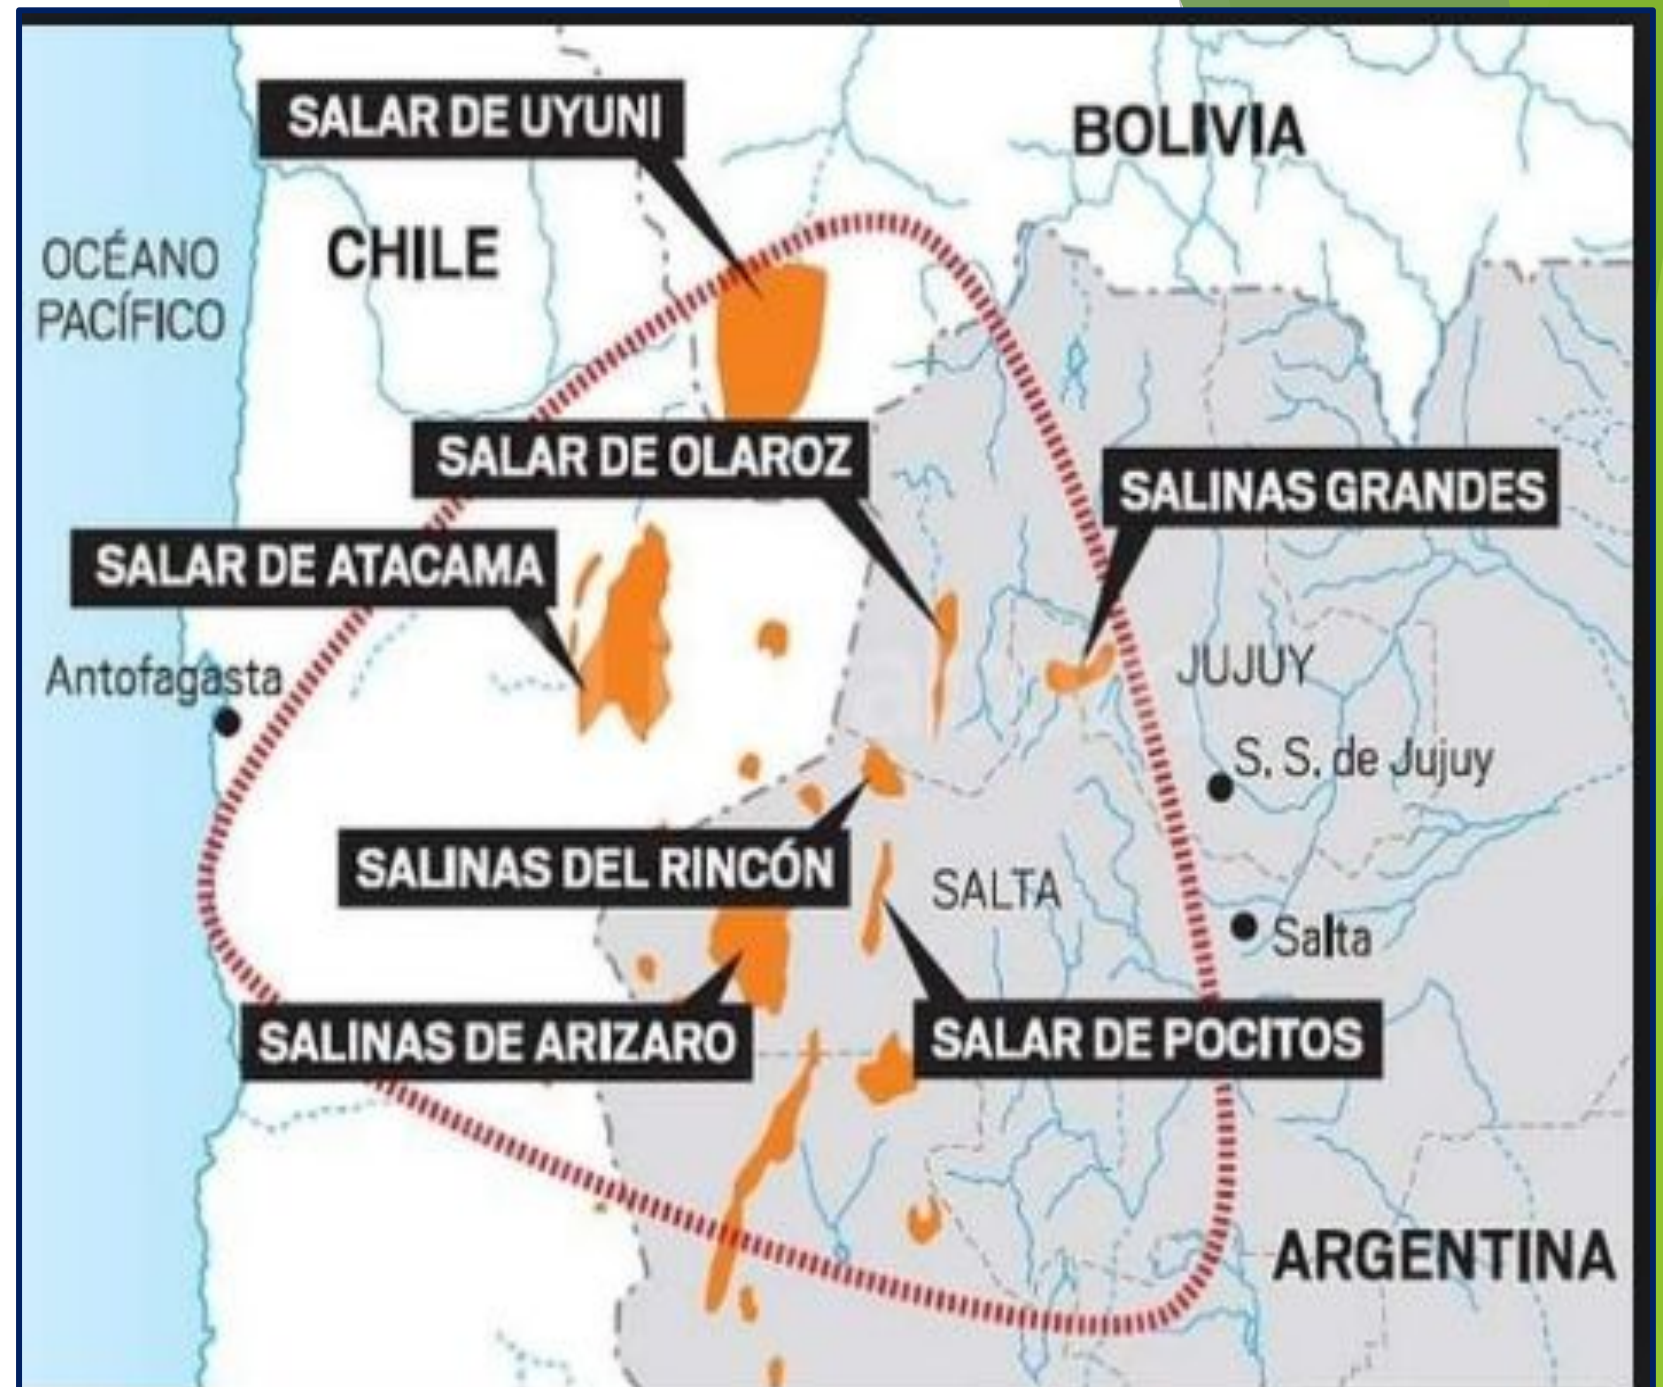 SALAR DE UYUNI
BOLIVIA
OCÉANO
PACÍFICO
CHILE
SALAR DE OLAROZ
SALINAS GRANDES
SALAR DE ATACAMA
Antofagasta
JUJUY
S. S. de Jujuy
SALINAS DEL RINCÓN
SALTA
Salta
SALINAS DE ARIZARO
SALAR DE POCITOS
ARGENTINA